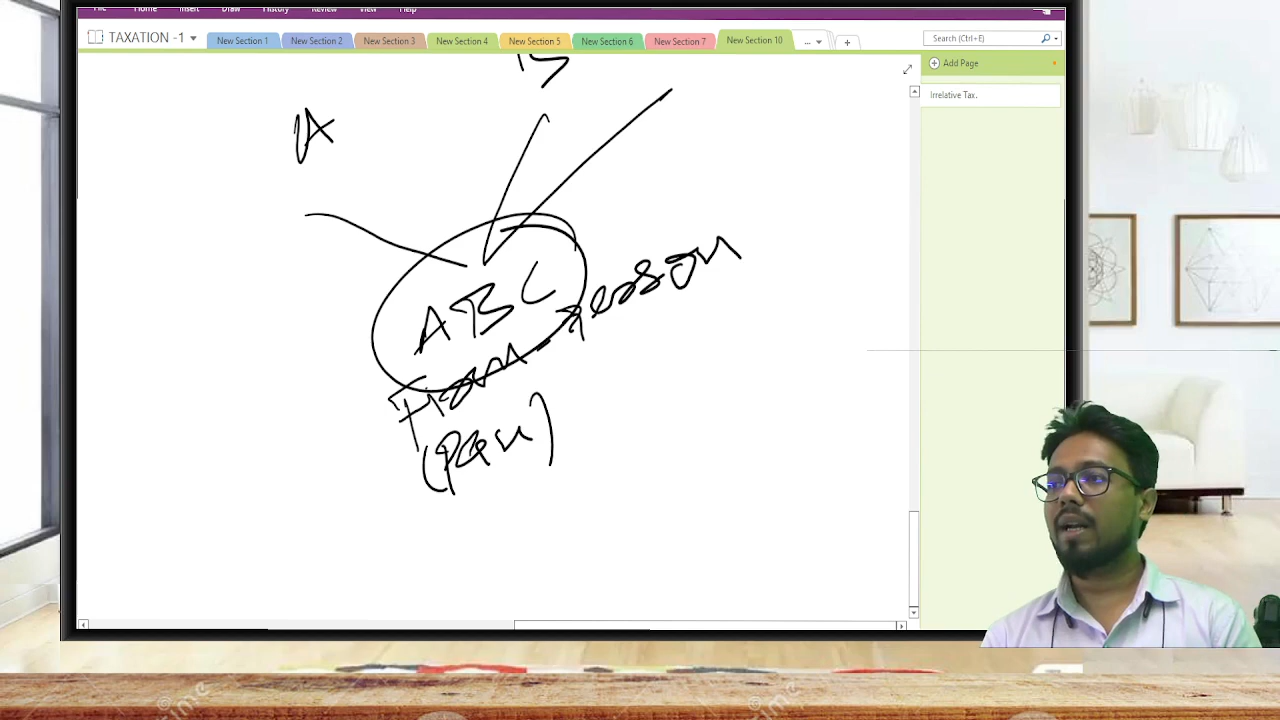 File Home Insert Draw History Review View Help
TAXATION -1
New Section 1 New Section 2 New Section 3 New Section 4 New Section 5 New Section 6 New Section 7 New Section 10 ... +
Search (Ctrl+E)
Add Page
Irrelative Tax.
B
A
ABC
Firm - person
(Pan)